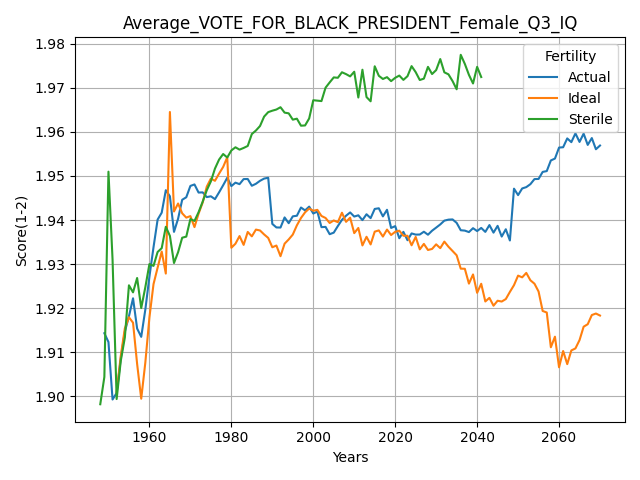 Average_VOTE_FOR_BLACK_PRESIDENT_Female_Q3_IQ
Score(1-2)
1.98
1.97
1.96
1.95
1.94
1.93
1.92
1.91
1.90
Fertility
Actual
Ideal
Sterile
1960
1980
2000
2020
2040
2060
Years